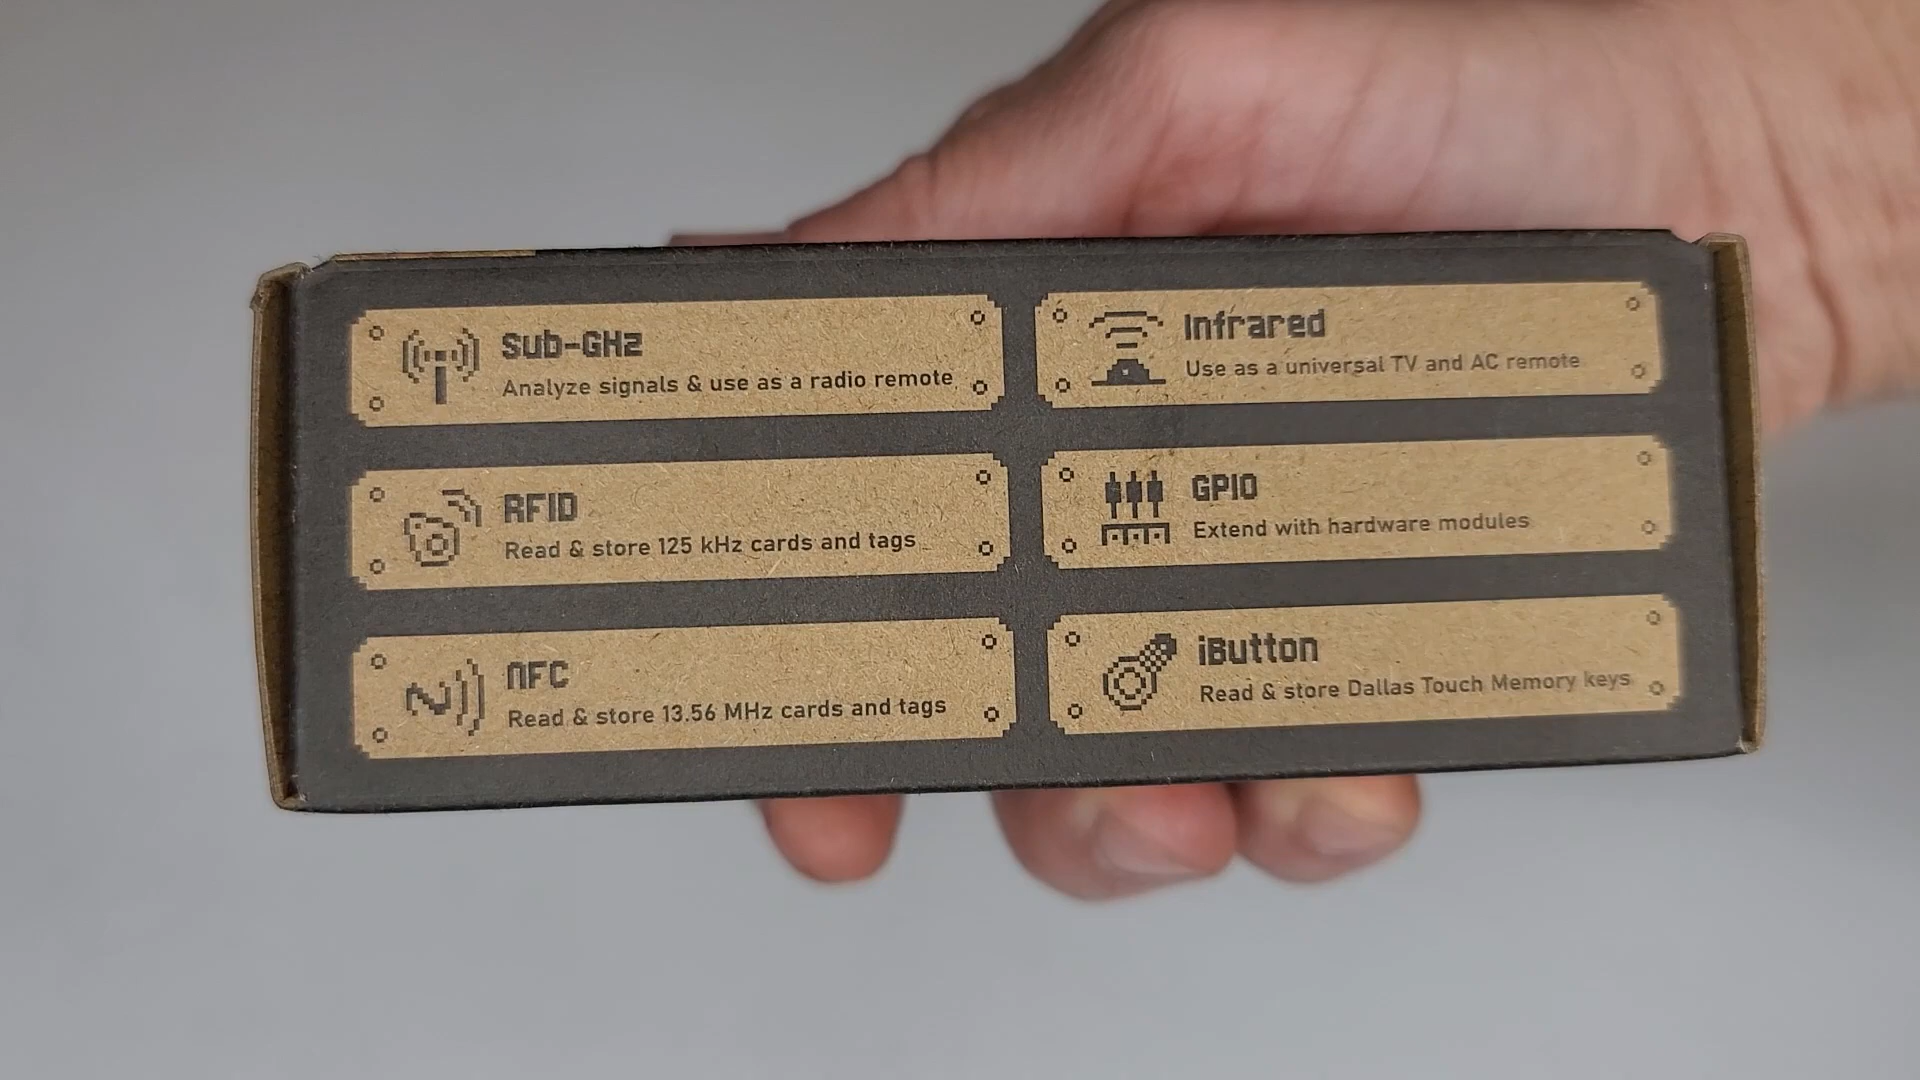 Sub-GHz
Analyze signals & use as a radio remote
Infrared
Use as a universal TV and AC remote
RFID
Read & store 125 kHz cards and tags
GPIO
Extend with hardware modules
NFC
Read & store 13.56 MHz cards and tags
iButton
Read & store Dallas Touch Memory keys